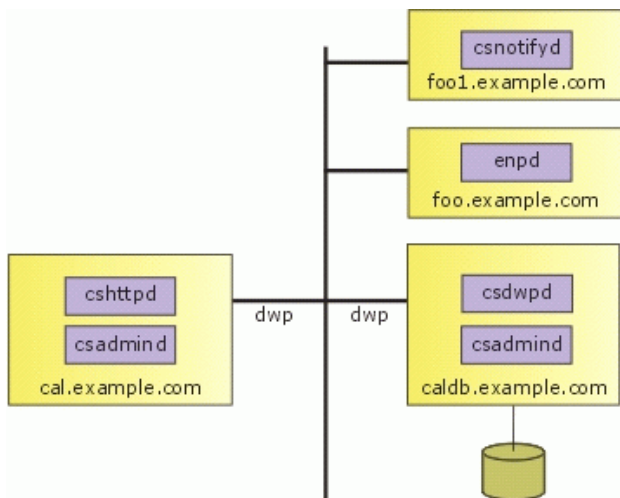 csnotifyd
foo1.example.com
enpd
foo.example.com
cshttpd
csadmind
cal.example.com
dwp
dwp
csdwpd
csadmind
caldb.example.com